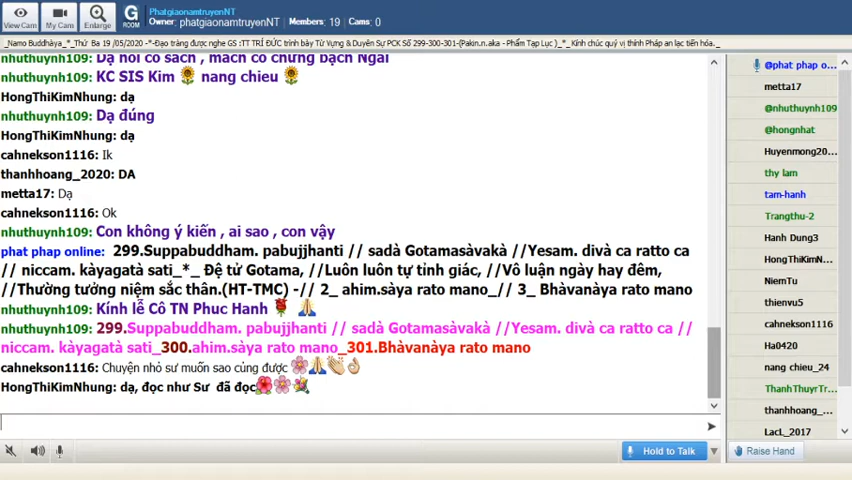 PhatgiaonamtruyenNT
Owner: phatgiaonamtruyenNT Members: 19 Cams: 0
View Cam
My Cam
Enlarge
G ROOM
_Namo Buddhàya_*_Thứ Ba 19 /05/2020 -*-Đạo tràng được nghe GS :TT TRÍ ĐỨC trình bày Từ Vựng & Duyên Sự PCK Số 299-300-301-(Pakin.n.aka - Phẩm Tạp Lục )_*_ Kính chúc quý vị thính Pháp an lạc tiến hóa. _
nhuthuynh109: Dạ nói có sách , mách có chứng bạch Ngài
nhuthuynh109: KC SIS Kim nang chieu
HongThiKimNhung: dạ
nhuthuynh109: Dạ đúng
HongThiKimNhung: dạ
cahnekson1116: Ik
thanhhoang_2020: DA
metta17: Dạ
cahnekson1116: Ok
nhuthuynh109: Con không ý kiến , ai sao , con vậy
phat phap online: 299.Suppabuddham. pabujjhanti // sadà Gotamasàvakà //Yesam. divà ca ratto ca
// niccam. kàyagatà sati_*_ Đệ tử Gotama, //Luôn luôn tự tỉnh giác, //Vô luận ngày hay đêm,
//Thường tưởng niệm sắc thân.(HT-TMC) -// 2_ ahim.sàya rato mano_// 3_ Bhàvanàya rato mano
nhuthuynh109: Kính lễ Cô TN Phuc Hanh
nhuthuynh109: 299.Suppabuddham. pabujjhanti // sadà Gotamasàvakà //Yesam. divà ca ratto ca //
niccam. kàyagatà sati_300.ahim.sàya rato mano_301.Bhàvanàya rato mano
cahnekson1116: Chuyện nhỏ sư muốn sao củng được
HongThiKimNhung: dạ, đọc như Sư đã đọc
Hold to Talk
@phat phap o...
metta17
@nhuthuynh109
@hongnhat
Huyenmong20...
thy lam
tam-hanh
Trangthu-2
Hanh Dung3
HongThiKimN...
NiemTu
thienvu5
cahnekson1116
Ha0420
nang chieu_24
ThanhThuyrTr...
thanhhoang_...
LacL_2017
Raise Hand